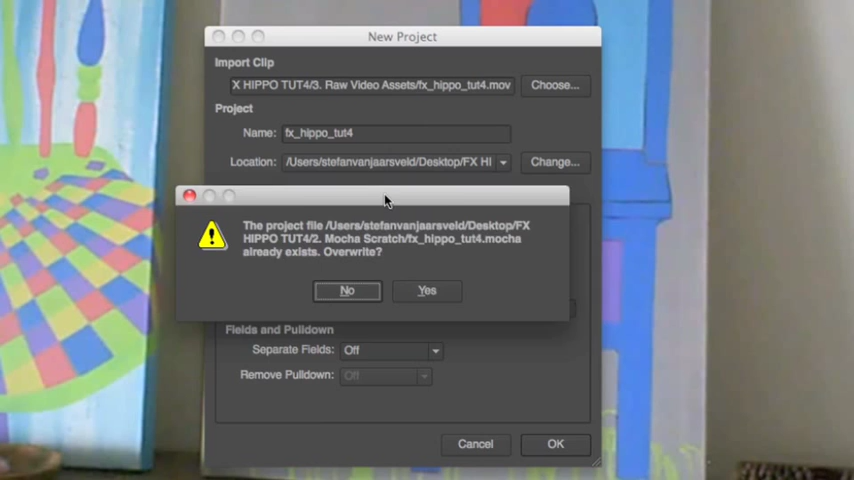 New Project
Import Clip
X HIPPO TUT4/3. Raw Video Assets/fx_hippo_tut4.mov
Choose...
Project
Name: fx_hippo_tut4
Location: /Users/stefanvanjaarsveld/Desktop/FX HI
Change...
The project file /Users/stefanvanjaarsveld/Desktop/FX
HIPPO TUT4/2. Mocha Scratch/fx_hippo_tut4.mocha
already exists. Overwrite?
No
Yes
Fields and Pulldown
Separate Fields: Off
Remove Pulldown: Off
Cancel
OK